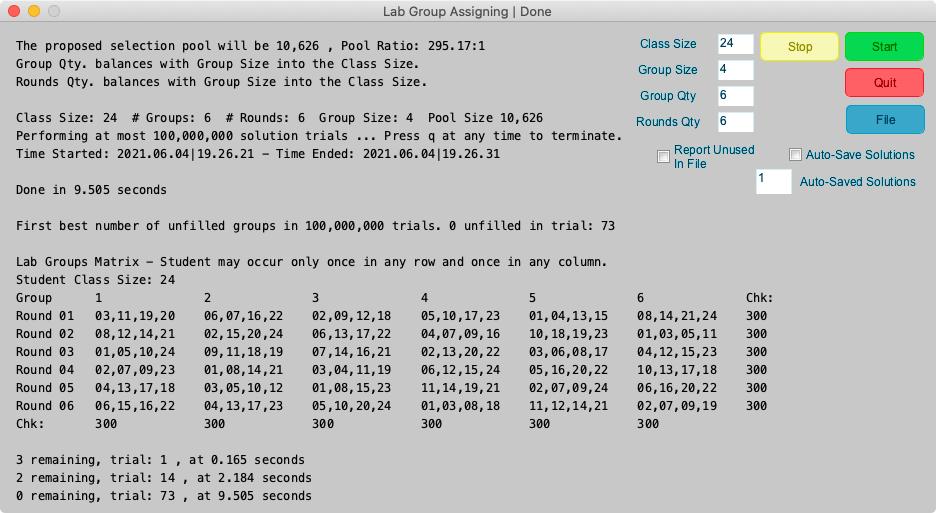 Lab Group Assigning | Done
The proposed selection pool will be 10,626 , Pool Ratio: 295.17:1
Group Qty. balances with Group Size into the Class Size.
Rounds Qty. balances with Group Size into the Class Size.
Class Size: 24  # Groups: 6  # Rounds: 6  Group Size: 4  Pool Size 10,626
Performing at most 100,000,000 solution trials ... Press q at any time to terminate.
Time Started: 2021.06.04|19.26.21 – Time Ended: 2021.06.04|19.26.31
Done in 9.505 seconds
First best number of unfilled groups in 100,000,000 trials. 0 unfilled in trial: 73
Lab Groups Matrix – Student may occur only once in any row and once in any column.
Student Class Size: 24
Group 1 2 3 4 5 6 Chk:
Round 01 03,11,19,20 06,07,16,22 02,09,12,18 05,10,17,23 01,04,13,15 08,14,21,24 300
Round 02 08,12,14,21 02,15,20,24 06,13,17,22 04,07,09,16 10,18,19,23 01,03,05,11 300
Round 03 01,05,10,24 09,11,18,19 07,14,16,21 02,13,20,22 03,06,08,17 04,12,15,23 300
Round 04 02,07,09,23 01,08,14,21 03,04,11,19 06,12,15,24 05,16,20,22 10,13,17,18 300
Round 05 04,13,17,18 03,05,10,12 01,08,15,23 11,14,19,21 02,07,09,24 06,16,20,22 300
Round 06 06,15,16,22 04,13,17,23 05,10,20,24 01,03,08,18 11,12,14,21 02,07,09,19 300
Chk: 300 300 300 300 300 300
3 remaining, trial: 1 , at 0.165 seconds
2 remaining, trial: 14 , at 2.184 seconds
0 remaining, trial: 73 , at 9.505 seconds
Class Size 24
Group Size 4
Group Qty 6
Rounds Qty 6
Stop
Start
Quit
File
Report Unused
In File
Auto-Save Solutions
1 Auto-Saved Solutions